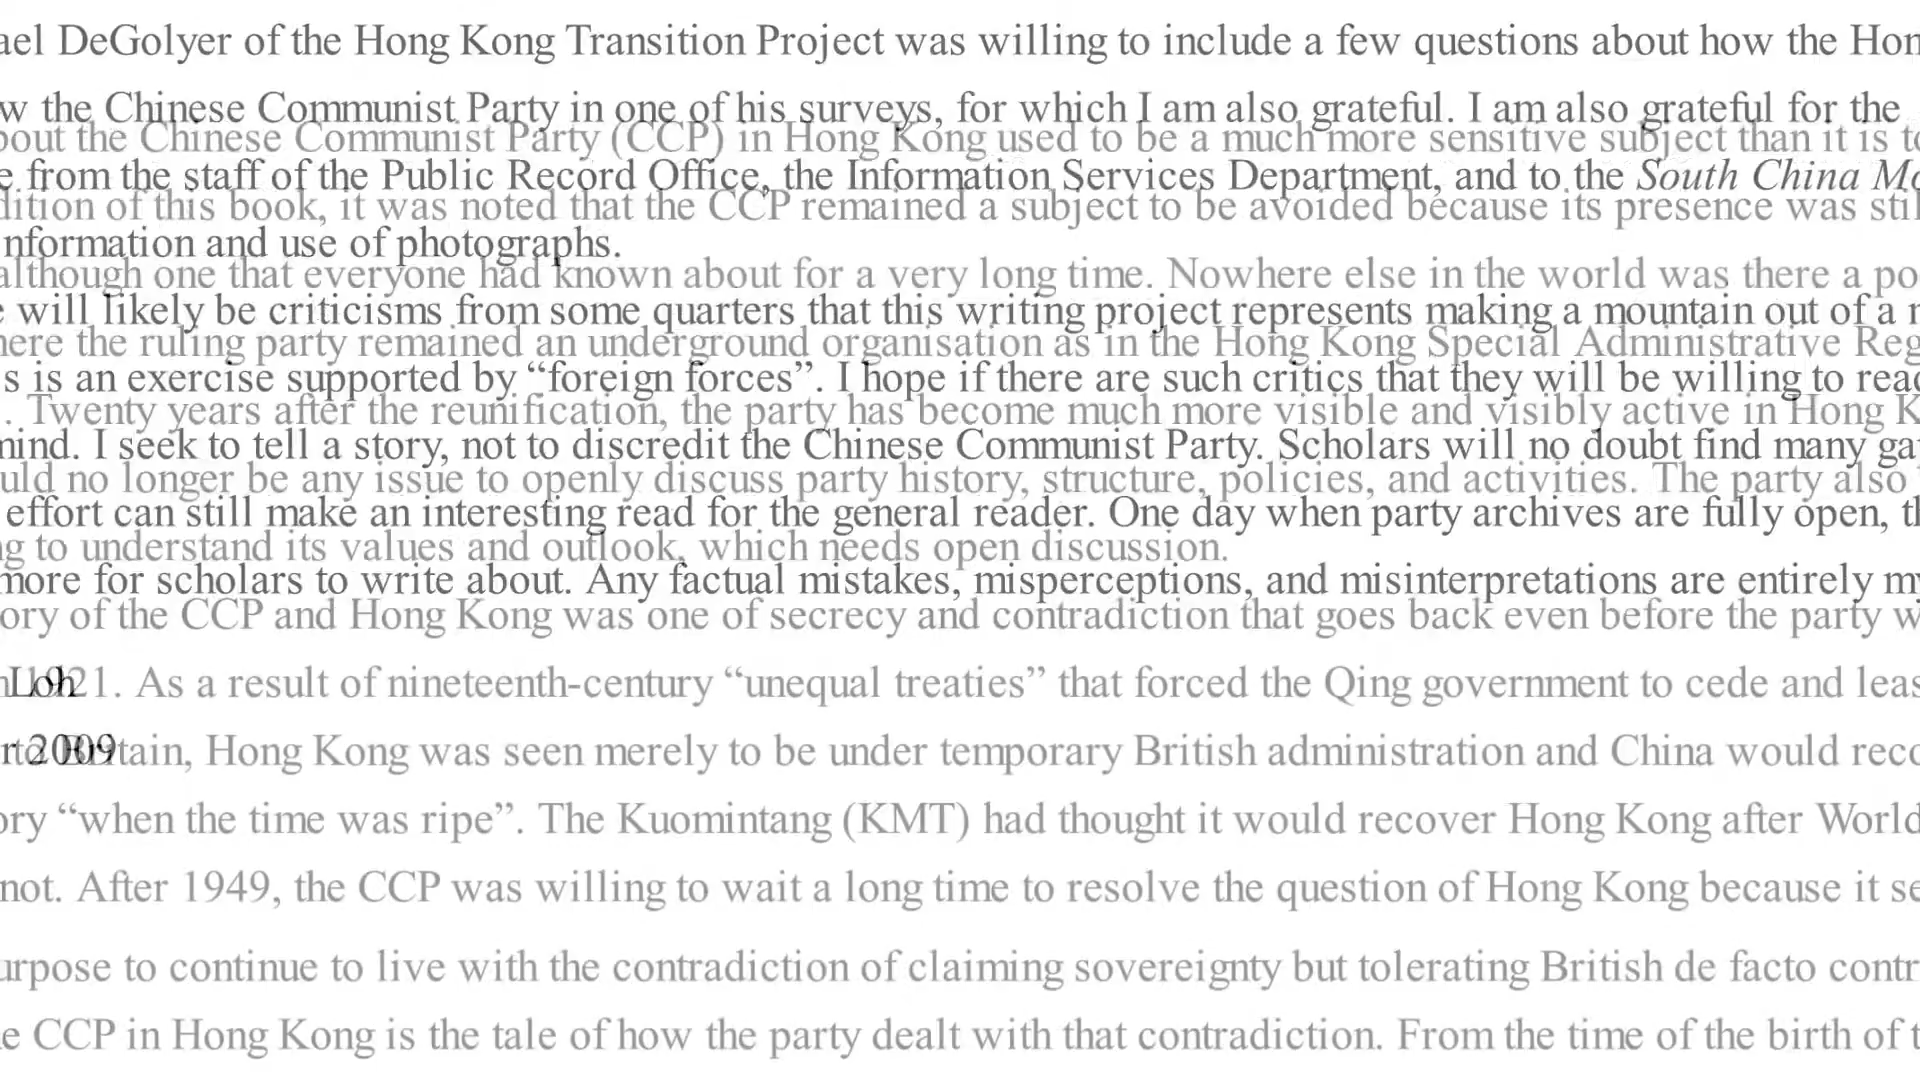 ael DeGolyer of the Hong Kong Transition Project was willing to include a few questions about how the Hon
w the Chinese Communist Party in one of his surveys, for which I am also grateful. I am also grateful for the
bout the Chinese Communist Party (CCP) in Hong Kong used to be a much more sensitive subject than it is to
e from the staff of the Public Record Office, the Information Services Department, and to the South China Mo
dition of this book, it was noted that the CCP remained a subject to be avoided because its presence was stil
nformation and use of photographs.
although one that everyone had known about for a very long time. Nowhere else in the world was there a po
e will likely be criticisms from some quarters that this writing project represents making a mountain out of a m
here the ruling party remained an underground organisation as in the Hong Kong Special Administrative Reg
s is an exercise supported by “foreign forces”. I hope if there are such critics that they will be willing to read
. Twenty years after the reunification, the party has become much more visible and visibly active in Hong K
mind. I seek to tell a story, not to discredit the Chinese Communist Party. Scholars will no doubt find many ga
uld no longer be any issue to openly discuss party history, structure, policies, and activities. The party also
effort can still make an interesting read for the general reader. One day when party archives are fully open, th
ng to understand its values and outlook, which needs open discussion.
more for scholars to write about. Any factual mistakes, misperceptions, and misinterpretations are entirely my
ory of the CCP and Hong Kong was one of secrecy and contradiction that goes back even before the party w
Loh
1921. As a result of nineteenth-century “unequal treaties” that forced the Qing government to cede and leas
r 2009
to Britain, Hong Kong was seen merely to be under temporary British administration and China would reco
ory “when the time was ripe”. The Kuomintang (KMT) had thought it would recover Hong Kong after World
not. After 1949, the CCP was willing to wait a long time to resolve the question of Hong Kong because it se
urpose to continue to live with the contradiction of claiming sovereignty but tolerating British de facto contr
e CCP in Hong Kong is the tale of how the party dealt with that contradiction. From the time of the birth of t